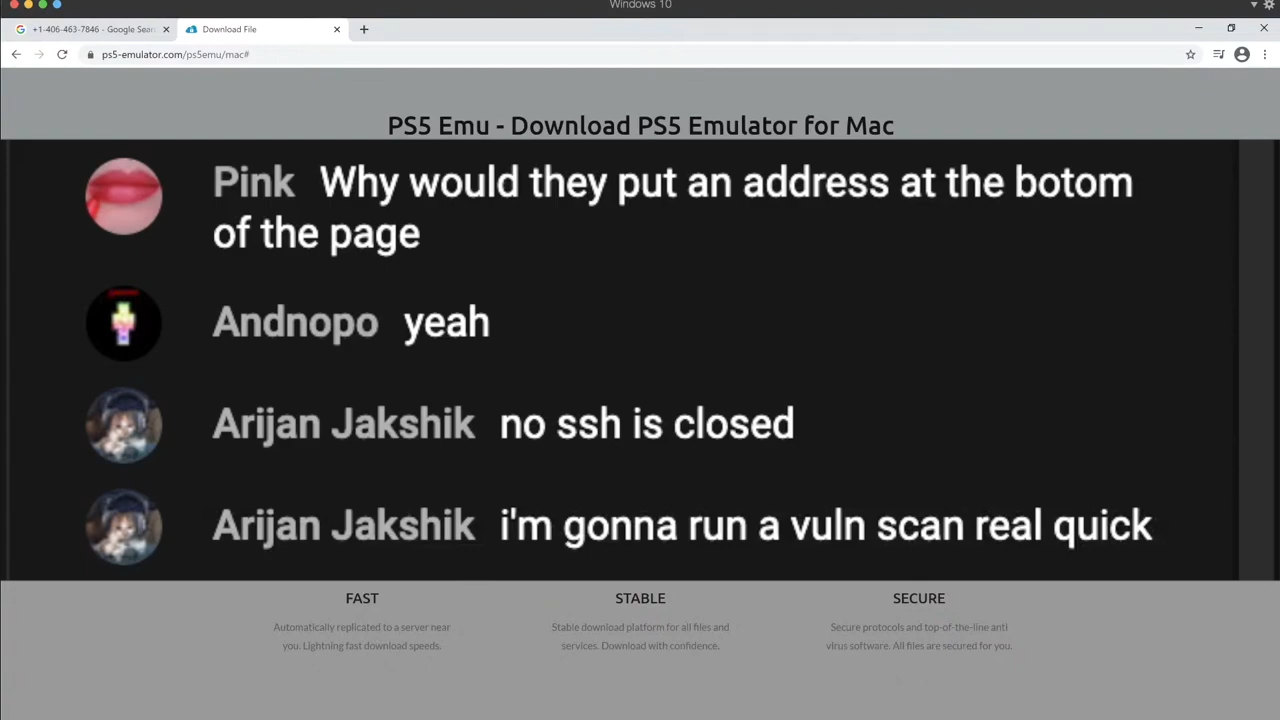 Windows 10
+1-406-463-7846 - Google Sear
Download File
ps5-emulator.com/ps5emu/mac#
PS5 Emu - Download PS5 Emulator for Mac
Pink Why would they put an address at the botom
of the page
Andnopo yeah
Arijan Jakshik no ssh is closed
Arijan Jakshik i'm gonna run a vuln scan real quick
FAST
Automatically replicated to a server near
you. Lightning fast download speeds.
STABLE
Stable download platform for all files and
services. Download with confidence.
SECURE
Secure protocols and top-of-the-line anti
virus software. All files are secured for you.